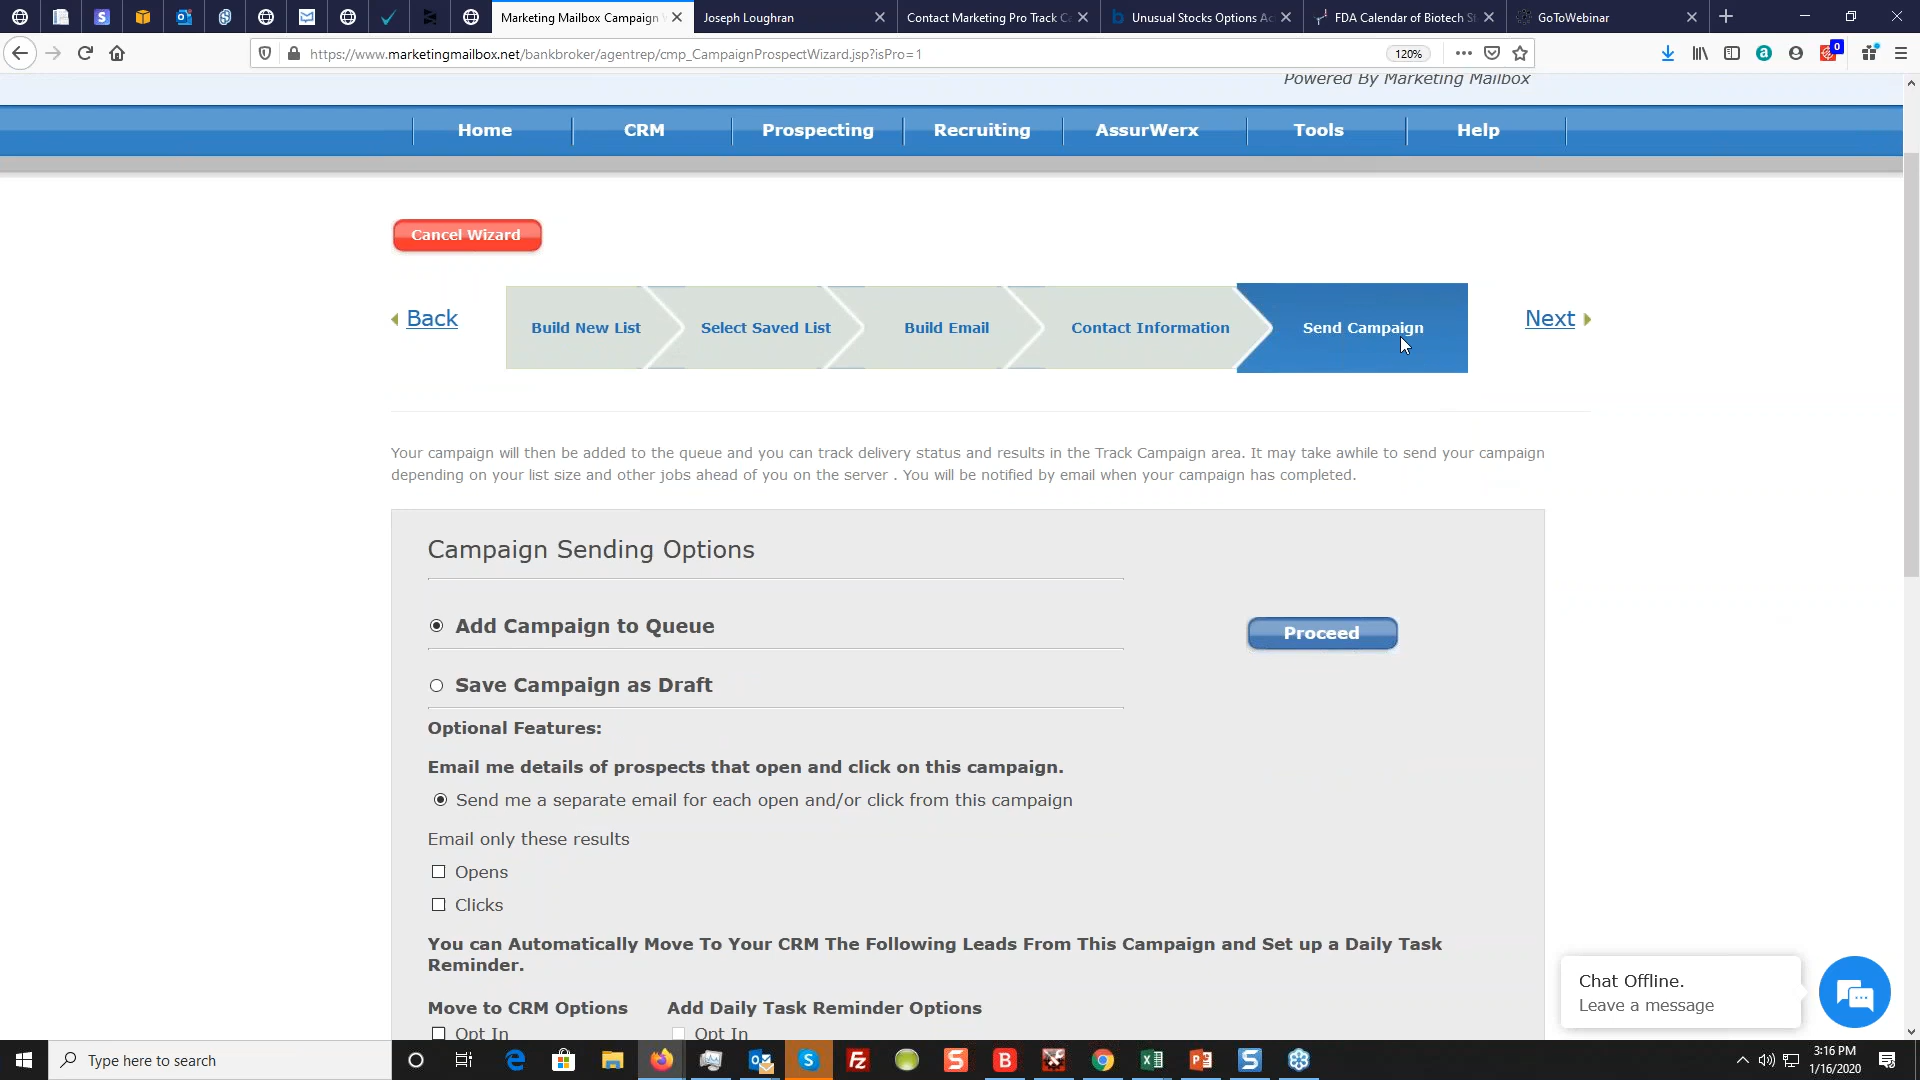 Marketing Mailbox Campaign
Joseph Loughran
Contact Marketing Pro Track C
Unusual Stocks Options Ac
FDA Calendar of Biotech S
GoToWebinar
https://www.marketingmailbox.net/bankbroker/agentrep/cmp_CampaignProspectWizard.jsp?isPro=1
120%
0
Powered By Marketing Mailbox
Home
CRM
Prospecting
Recruiting
AssurWerx
Tools
Help
Cancel Wizard
Back
Build New List
Select Saved List
Build Email
Contact Information
Send Campaign
Next
Your campaign will then be added to the queue and you can track delivery status and results in the Track Campaign area. It may take awhile to send your campaign
depending on your list size and other jobs ahead of you on the server . You will be notified by email when your campaign has completed.
Campaign Sending Options
Add Campaign to Queue
Proceed
Save Campaign as Draft
Optional Features:
Email me details of prospects that open and click on this campaign.
Send me a separate email for each open and/or click from this campaign
Email only these results
Opens
Clicks
You can Automatically Move To Your CRM The Following Leads From This Campaign and Set up a Daily Task
Reminder.
Chat Offline.
Leave a message
Move to CRM Options
Add Daily Task Reminder Options
Opt In
Opt In
Type here to search
3:16 PM
1/16/2020